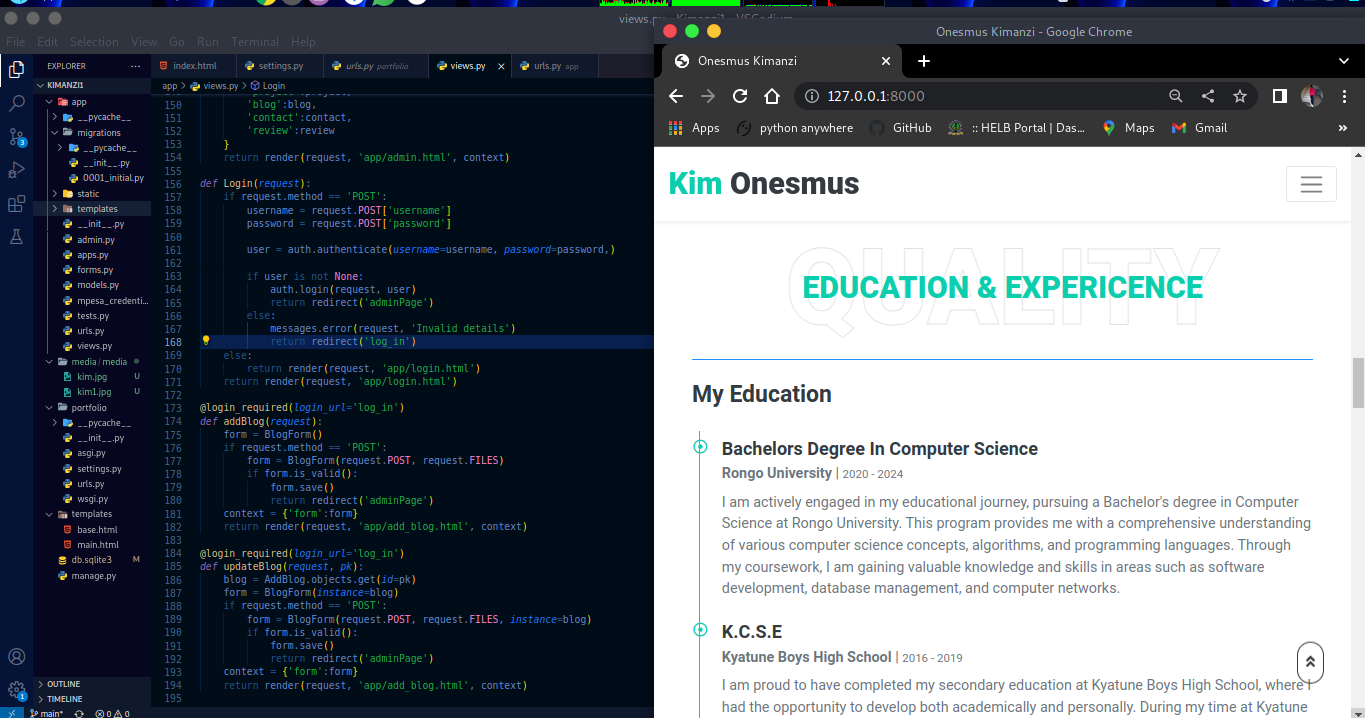 views.py - Kimanzi1 - VSCodium
File Edit Selection View Go Run Terminal Help
EXPLORER ...
KIMANZI1
app
__pycache__
migrations
__pycache__
__init__.py
0001_initial.py
static
templates
__init__.py
admin.py
apps.py
forms.py
models.py
mpesa_credenti...
tests.py
urls.py
views.py
media / media
kim.jpg U
kim1.jpg U
portfolio
__pycache__
__init__.py
asgi.py
settings.py
urls.py
wsgi.py
templates
base.html
main.html
db.sqlite3 M
manage.py
OUTLINE
TIMELINE
3
1
main* 0 0
index.html settings.py urls.py portfolio views.py urls.py app
app > views.py > Login
150 'blog':blog,
151 'contact':contact,
152 'review':review
153 }
154 return render(request, 'app/admin.html', context)
155
156 def Login(request):
157 if request.method == 'POST':
158 username = request.POST['username']
159 password = request.POST['password']
160
161 user = auth.authenticate(username=username, password=password,)
162
163 if user is not None:
164 auth.login(request, user)
165 return redirect('adminPage')
166 else:
167 messages.error(request, 'Invalid details')
168 return redirect('log_in')
169 else:
170 return render(request, 'app/login.html')
171 return render(request, 'app/login.html')
172
173 @login_required(login_url='log_in')
174 def addBlog(request):
175 form = BlogForm()
176 if request.method == 'POST':
177 form = BlogForm(request.POST, request.FILES)
178 if form.is_valid():
179 form.save()
180 return redirect('adminPage')
181 context = {'form':form}
182 return render(request, 'app/add_blog.html', context)
183
184 @login_required(login_url='log_in')
185 def updateBlog(request, pk):
186 blog = AddBlog.objects.get(id=pk)
187 form = BlogForm(instance=blog)
188 if request.method == 'POST':
189 form = BlogForm(request.POST, request.FILES, instance=blog)
190 if form.is_valid():
191 form.save()
192 return redirect('adminPage')
193 context = {'form':form}
194 return render(request, 'app/add_blog.html', context)
195
Onesmus Kimanzi - Google Chrome
Onesmus Kimanzi
127.0.0.1:8000
Apps python anywhere GitHub :: HELB Portal | Das... Maps Gmail »
Kim Onesmus
QUALITY
EDUCATION & EXPERICENCE
My Education
Bachelors Degree In Computer Science
Rongo University | 2020 - 2024
I am actively engaged in my educational journey, pursuing a Bachelor's degree in Computer
Science at Rongo University. This program provides me with a comprehensive understanding
of various computer science concepts, algorithms, and programming languages. Through
my coursework, I am gaining valuable knowledge and skills in areas such as software
development, database management, and computer networks.
K.C.S.E
Kyatune Boys High School | 2016 - 2019
I am proud to have completed my secondary education at Kyatune Boys High School, where I
had the opportunity to develop both academically and personally. During my time at Kyatune